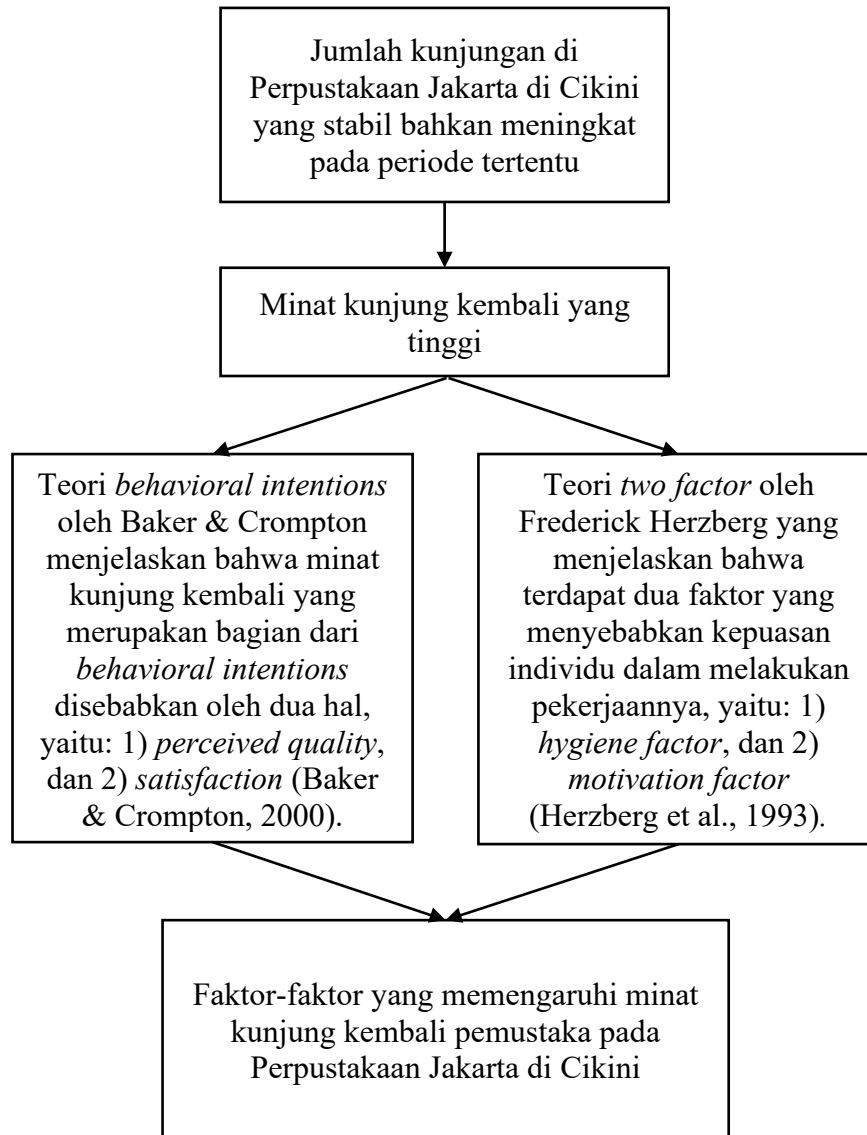 Jumlah kunjungan di
Perpustakaan Jakarta di Cikini
yang stabil bahkan meningkat
pada periode tertentu
Minat kunjung kembali yang
tinggi
Teori behavioral intentions
oleh Baker & Crompton
menjelaskan bahwa minat
kunjung kembali yang
merupakan bagian dari
behavioral intentions
disebabkan oleh dua hal,
yaitu: 1) perceived quality,
dan 2) satisfaction (Baker
& Crompton, 2000).
Teori two factor oleh
Frederick Herzberg yang
menjelaskan bahwa
terdapat dua faktor yang
menyebabkan kepuasan
individu dalam melakukan
pekerjaannya, yaitu: 1)
hygiene factor, dan 2)
motivation factor
(Herzberg et al., 1993).
Faktor-faktor yang memengaruhi minat
kunjung kembali pemustaka pada
Perpustakaan Jakarta di Cikini